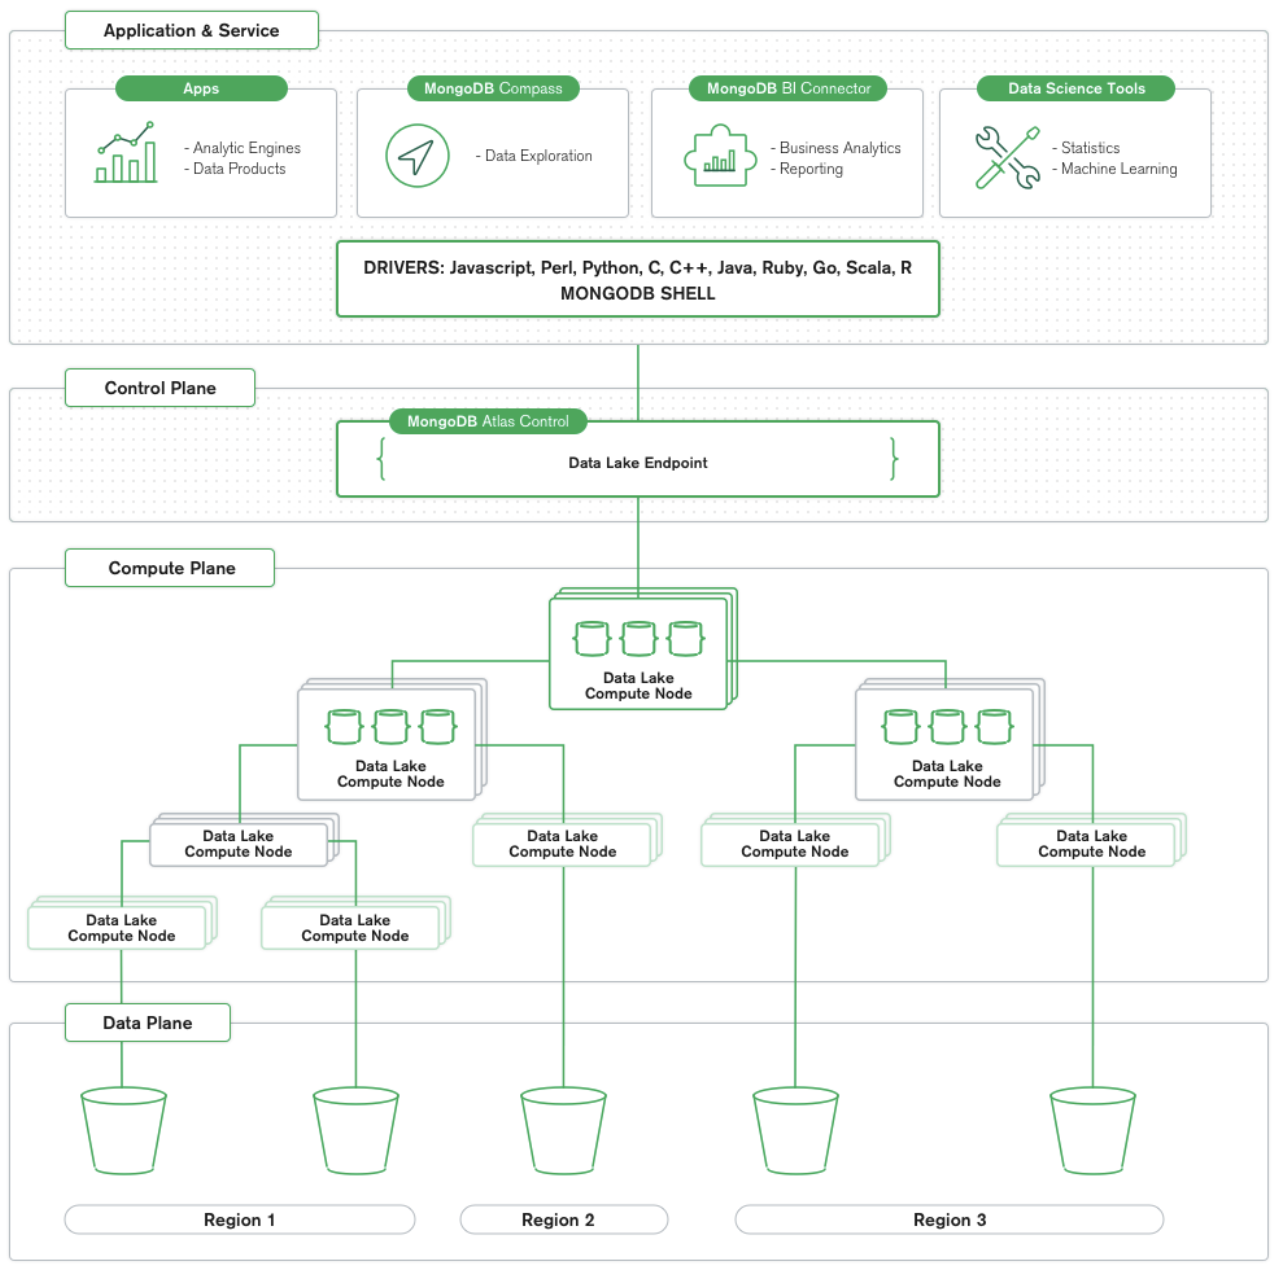 Application & Service
Apps
- Analytic Engines
- Data Products
MongoDB Compass
- Data Exploration
MongoDB BI Connector
- Business Analytics
- Reporting
Data Science Tools
- Statistics
- Machine Learning
DRIVERS: Javascript, Perl, Python, C, C++, Java, Ruby, Go, Scala, R
MONGODB SHELL
Control Plane
MongoDB Atlas Control
{ Data Lake Endpoint }
Compute Plane
Data Lake
Compute Node
Data Lake
Compute Node
Data Lake
Compute Node
Data Lake
Compute Node
Data Lake
Compute Node
Data Lake
Compute Node
Data Lake
Compute Node
Data Lake
Compute Node
Data Lake
Compute Node
Data Plane
Region 1
Region 2
Region 3